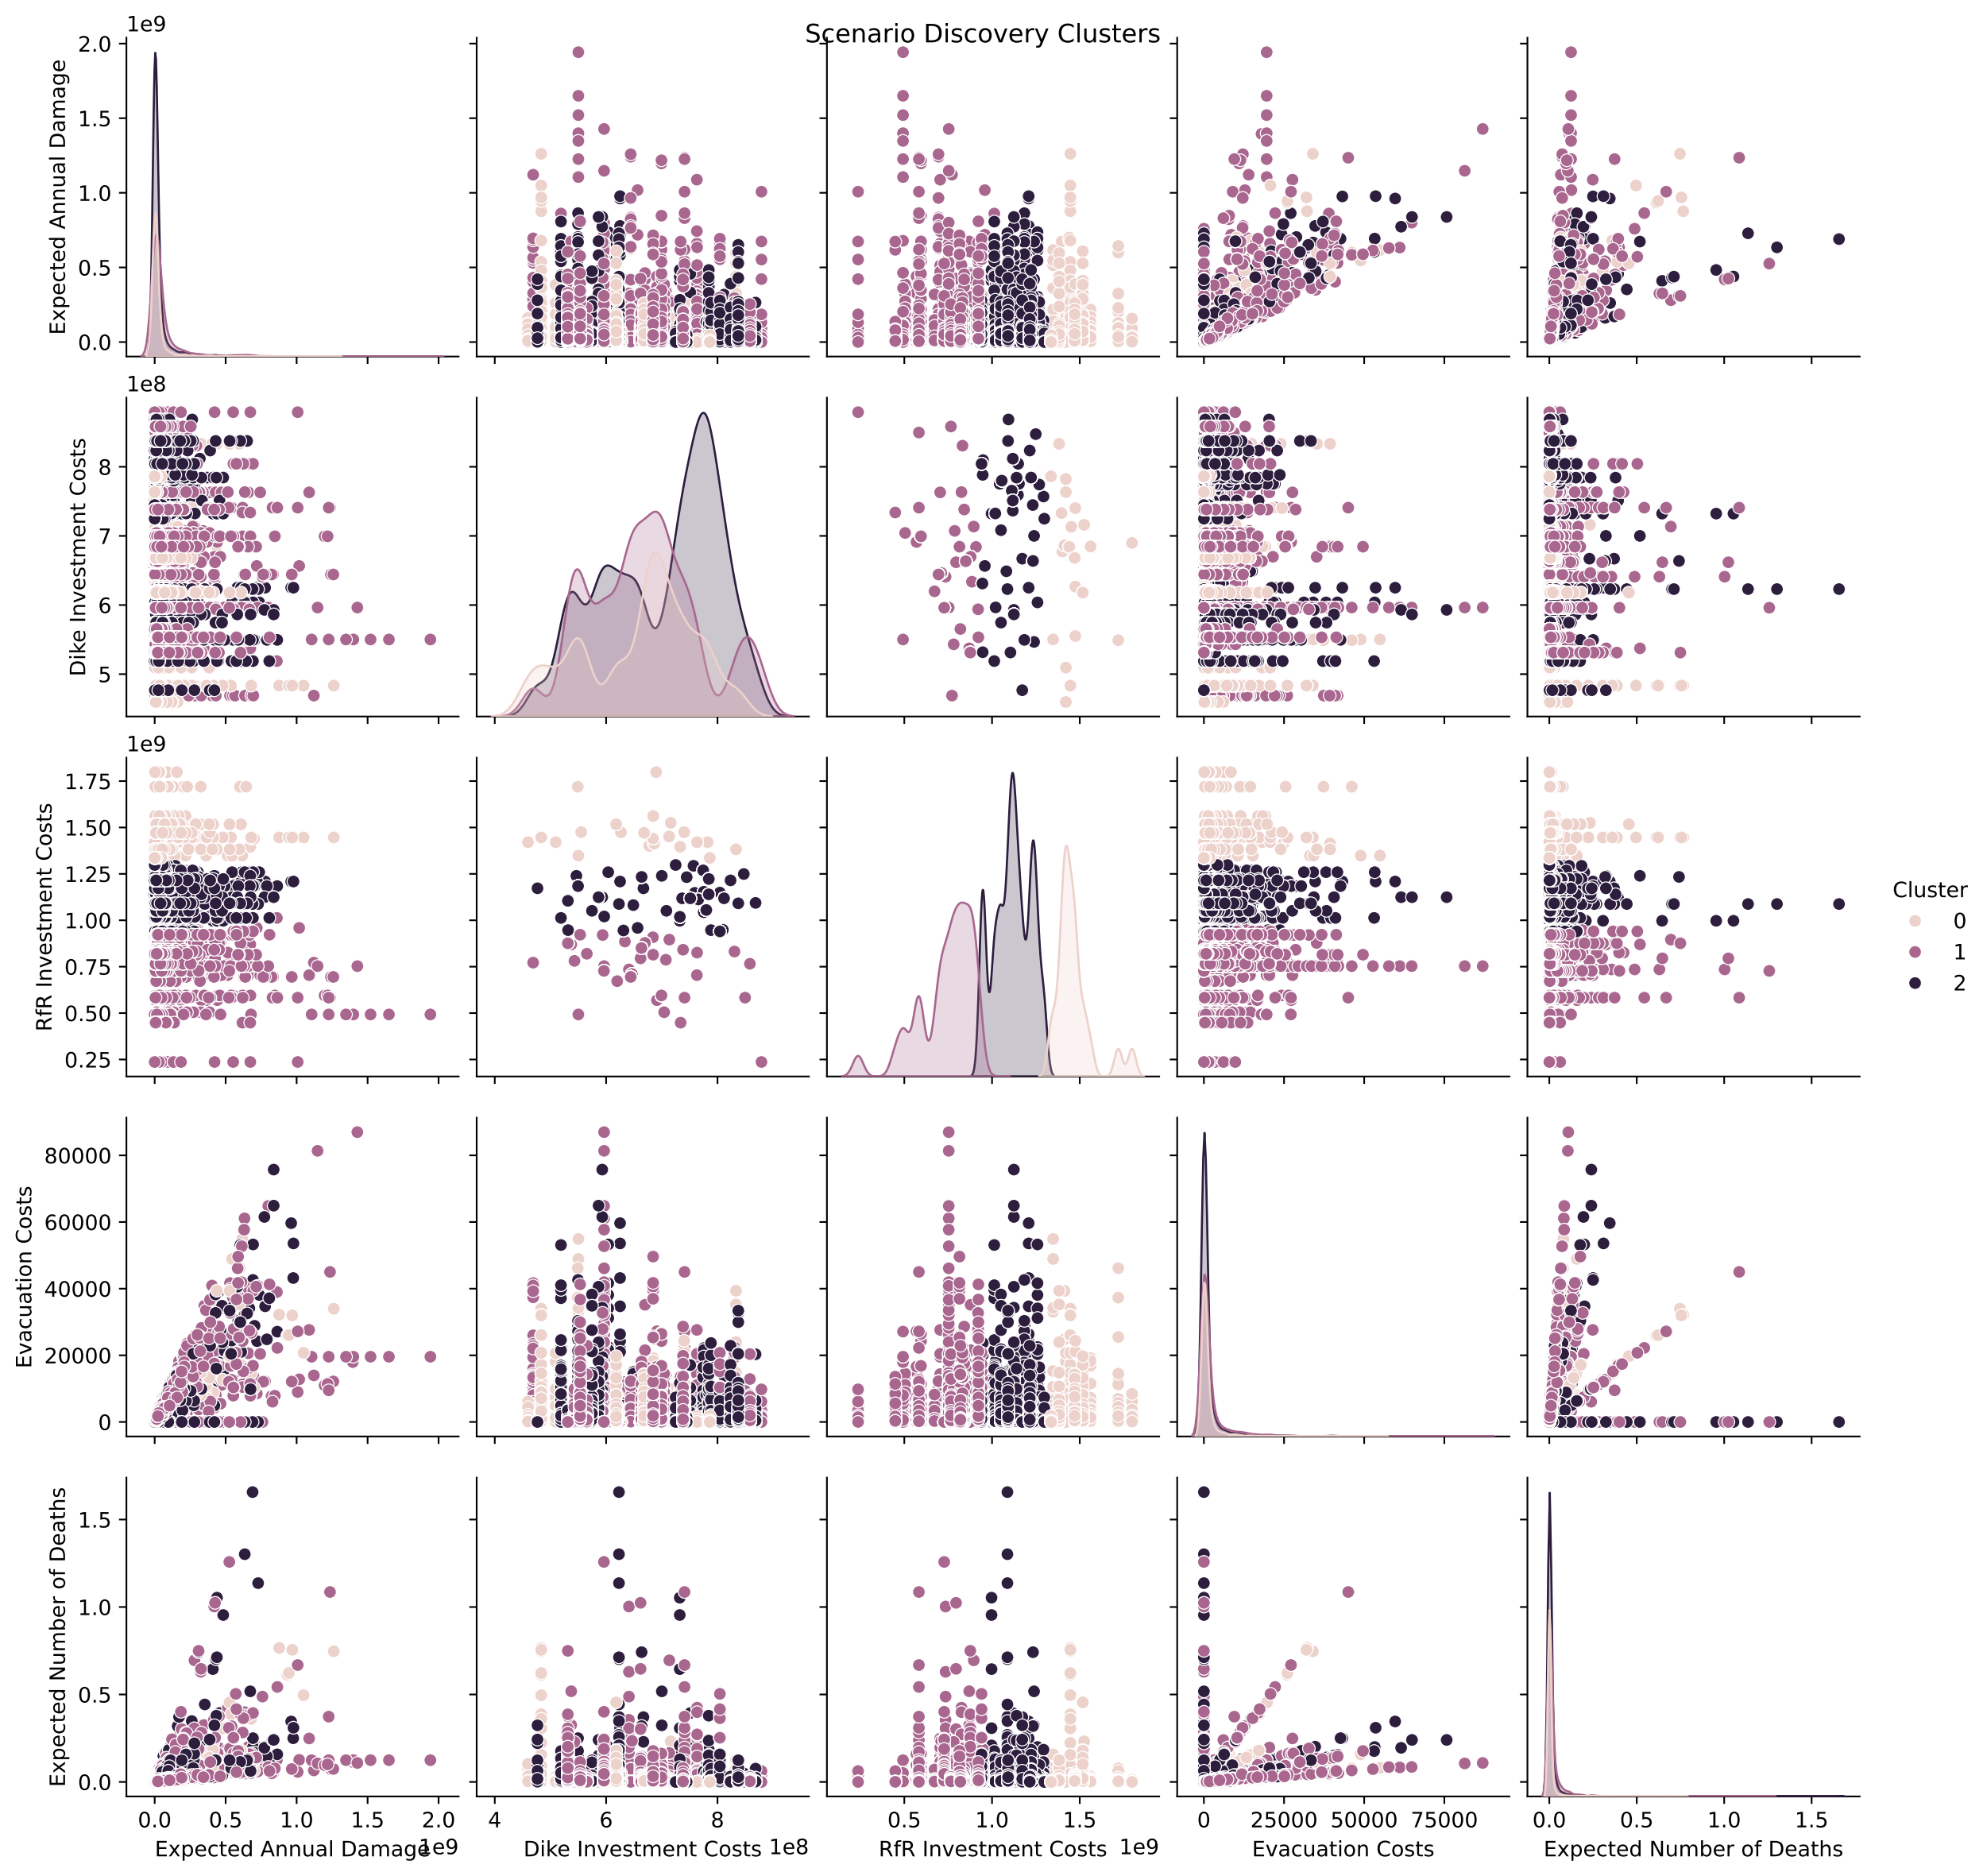 Scenario Discovery Clusters
1e9
2.0
1.5
1.0
0.5
0.0
Expected Annual Damage
1e8
8
7
6
5
Dike Investment Costs
1e9
1.75
1.50
1.25
1.00
0.75
0.50
0.25
RfR Investment Costs
Cluster
0
1
2
80000
60000
40000
20000
0
Evacuation Costs
1.5
1.0
0.5
0.0
Expected Number of Deaths
0.0 0.5 1.0 1.5 2.0
Expected Annual Damage 1e9
4 6 8
Dike Investment Costs 1e8
0.5 1.0 1.5
RfR Investment Costs 1e9
0 25000 50000 75000
Evacuation Costs
0.0 0.5 1.0 1.5
Expected Number of Deaths